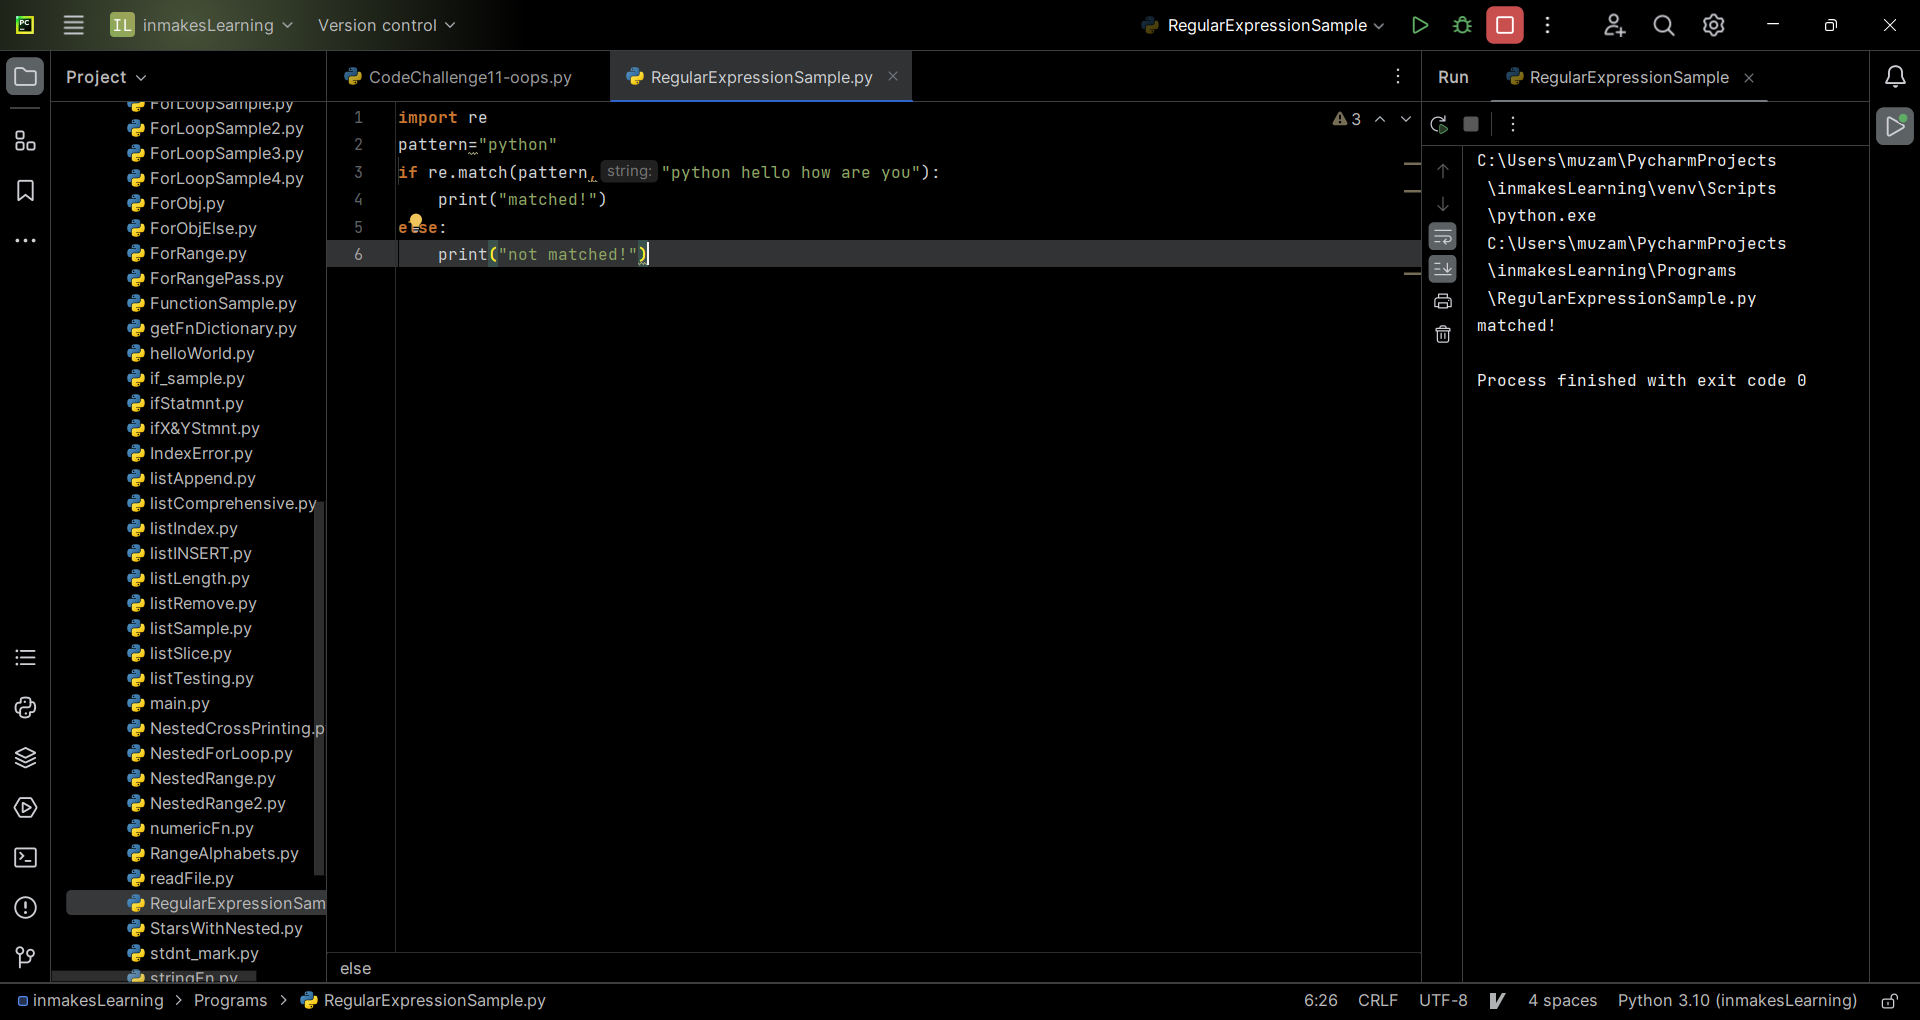 PC IL inmakesLearning Version control RegularExpressionSample
Project
CodeChallenge11-oops.py RegularExpressionSample.py
Run RegularExpressionSample
ForLoopSample.py
ForLoopSample2.py
ForLoopSample3.py
ForLoopSample4.py
ForObj.py
ForObjElse.py
ForRange.py
ForRangePass.py
FunctionSample.py
getFnDictionary.py
helloWorld.py
if_sample.py
ifStatmnt.py
ifX&YStmnt.py
IndexError.py
listAppend.py
listComprehensive.py
listIndex.py
listINSERT.py
listLength.py
listRemove.py
listSample.py
listSlice.py
listTesting.py
main.py
NestedCrossPrinting.p
NestedForLoop.py
NestedRange.py
NestedRange2.py
numericFn.py
RangeAlphabets.py
readFile.py
RegularExpressionSam
StarsWithNested.py
stdnt_mark.py
stringFn.py
1 import re
2 pattern="python"
3 if re.match(pattern, string: "python hello how are you"):
4 print("matched!")
5 else:
6 print("not matched!")
3
else
C:\Users\muzam\PycharmProjects
\inmakesLearning\venv\Scripts
\python.exe
C:\Users\muzam\PycharmProjects
\inmakesLearning\Programs
\RegularExpressionSample.py
matched!
Process finished with exit code 0
inmakesLearning > Programs > RegularExpressionSample.py
6:26 CRLF UTF-8 4 spaces Python 3.10 (inmakesLearning)